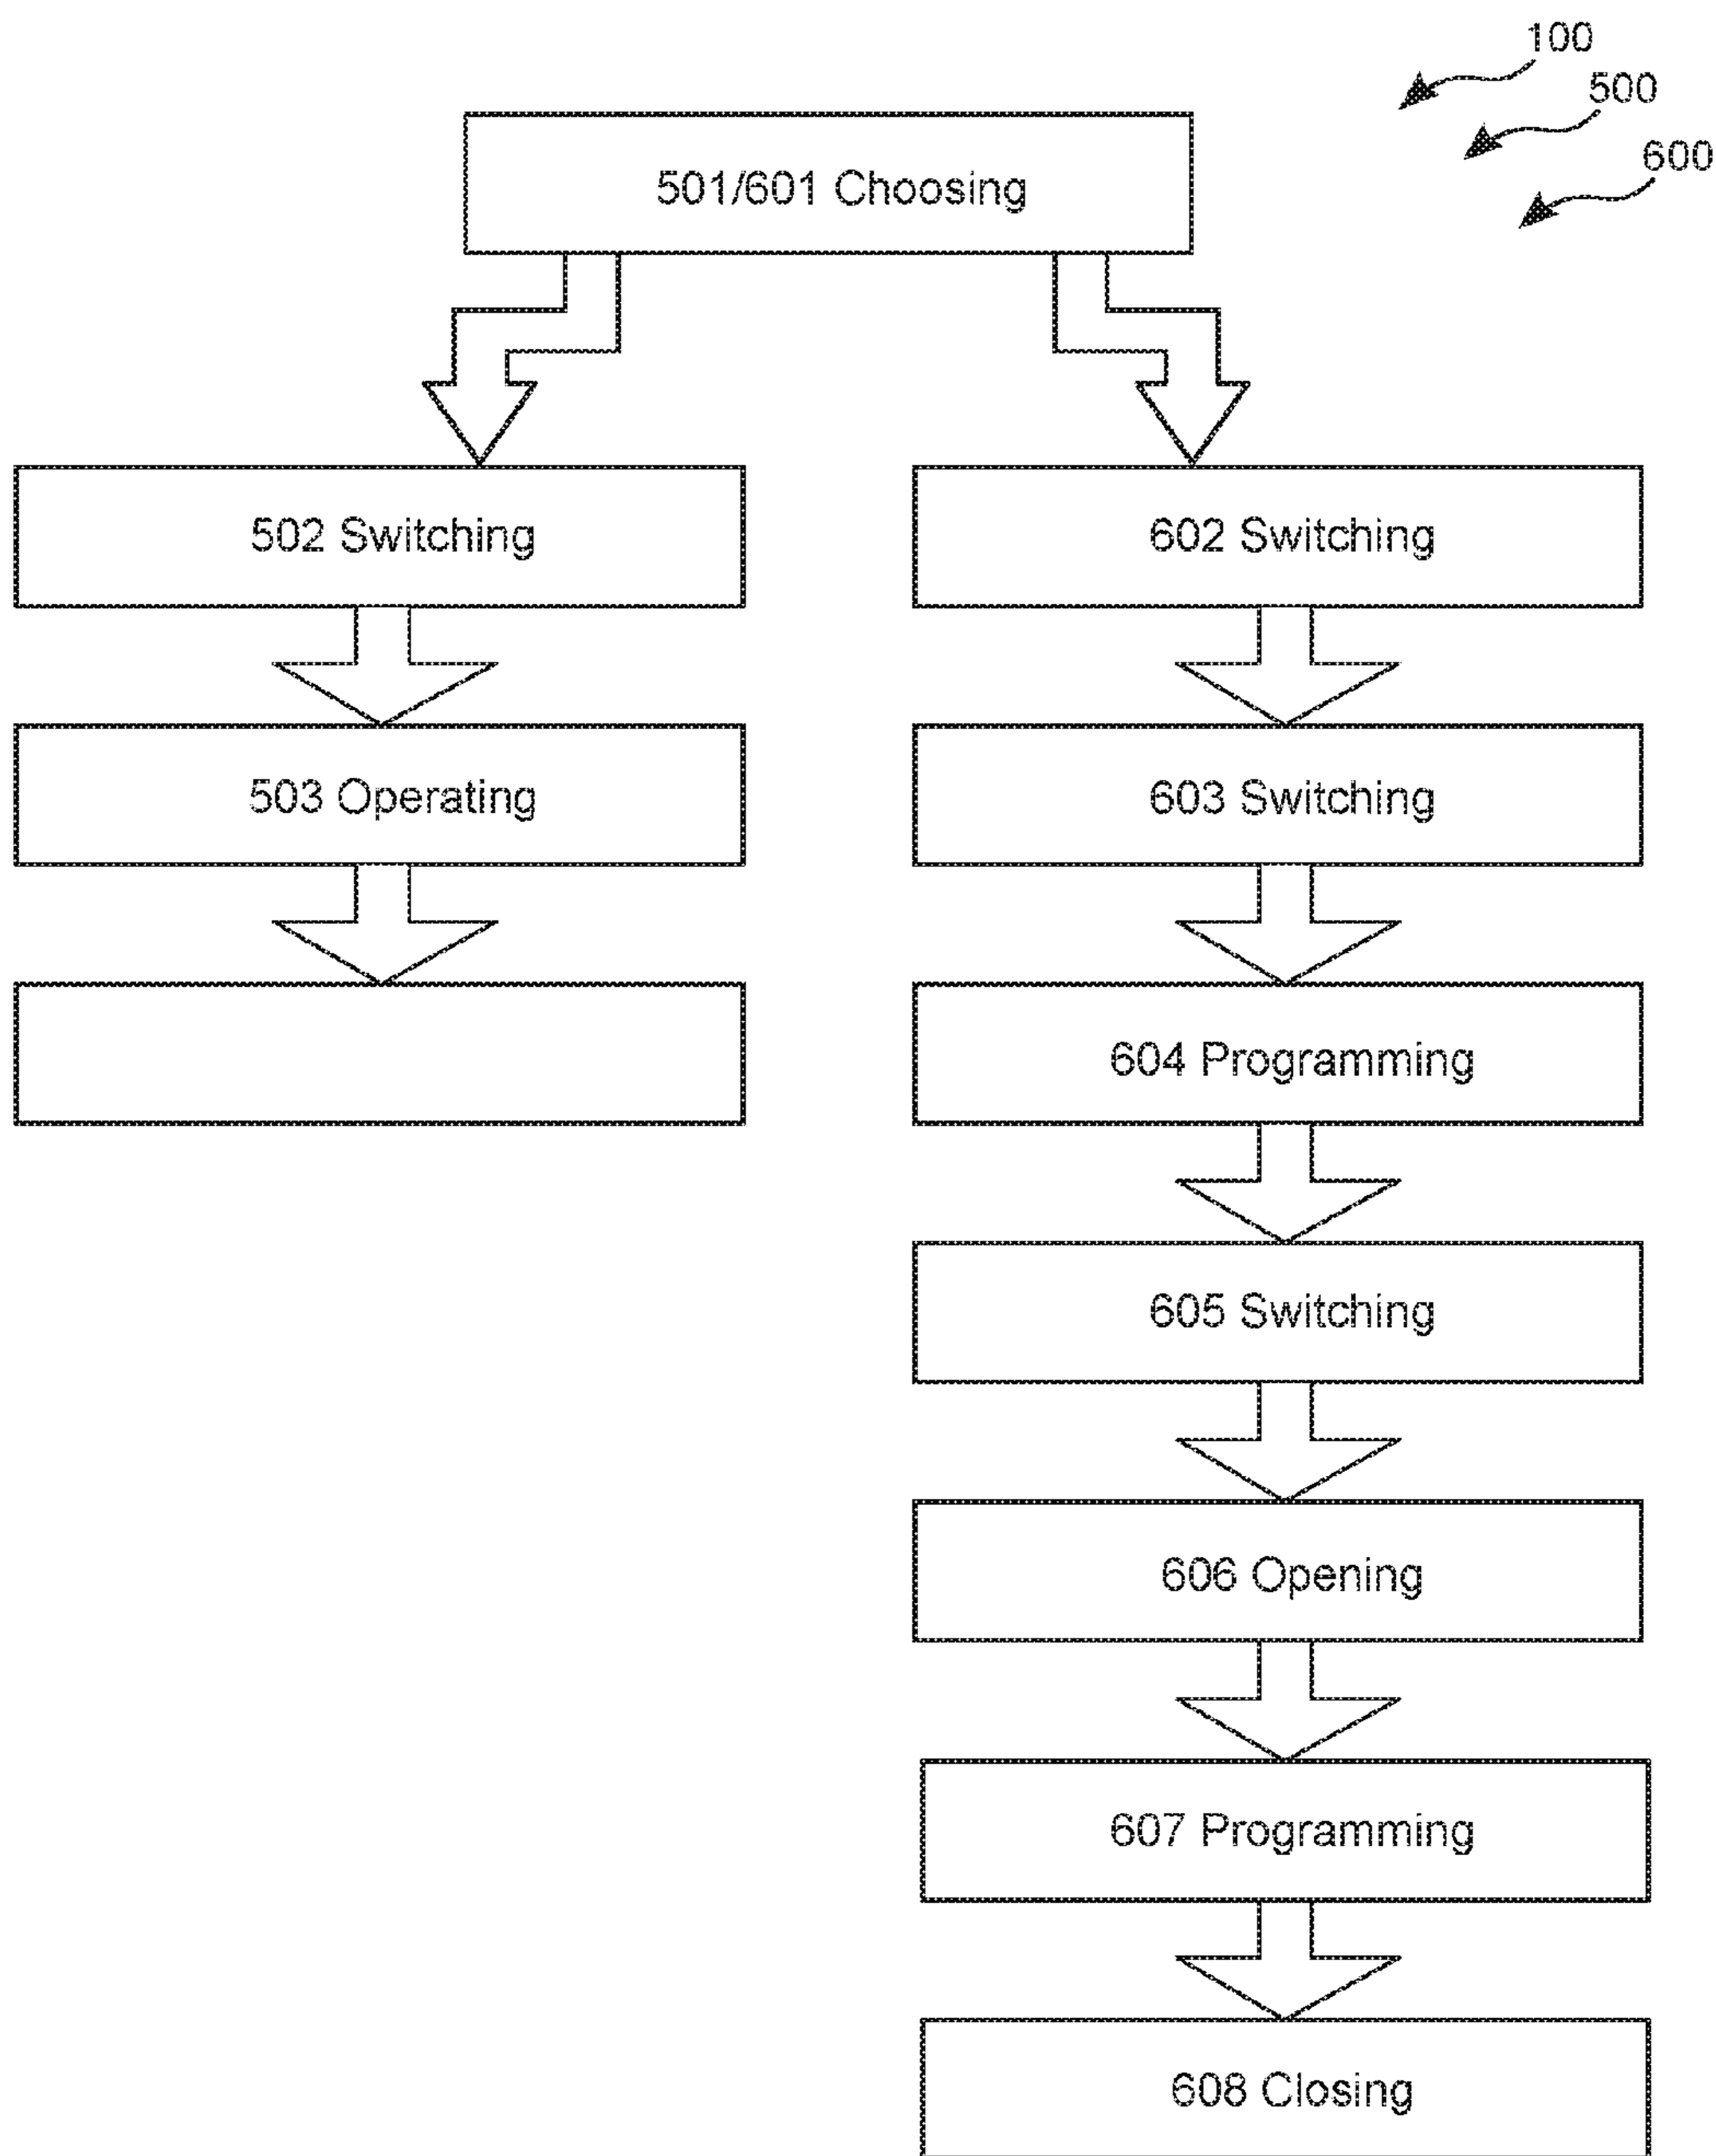 100
500
600
501/601 Choosing
502 Switching
602 Switching
503 Operating
603 Switching
604 Programming
605 Switching
606 Opening
607 Programming
608 Closing